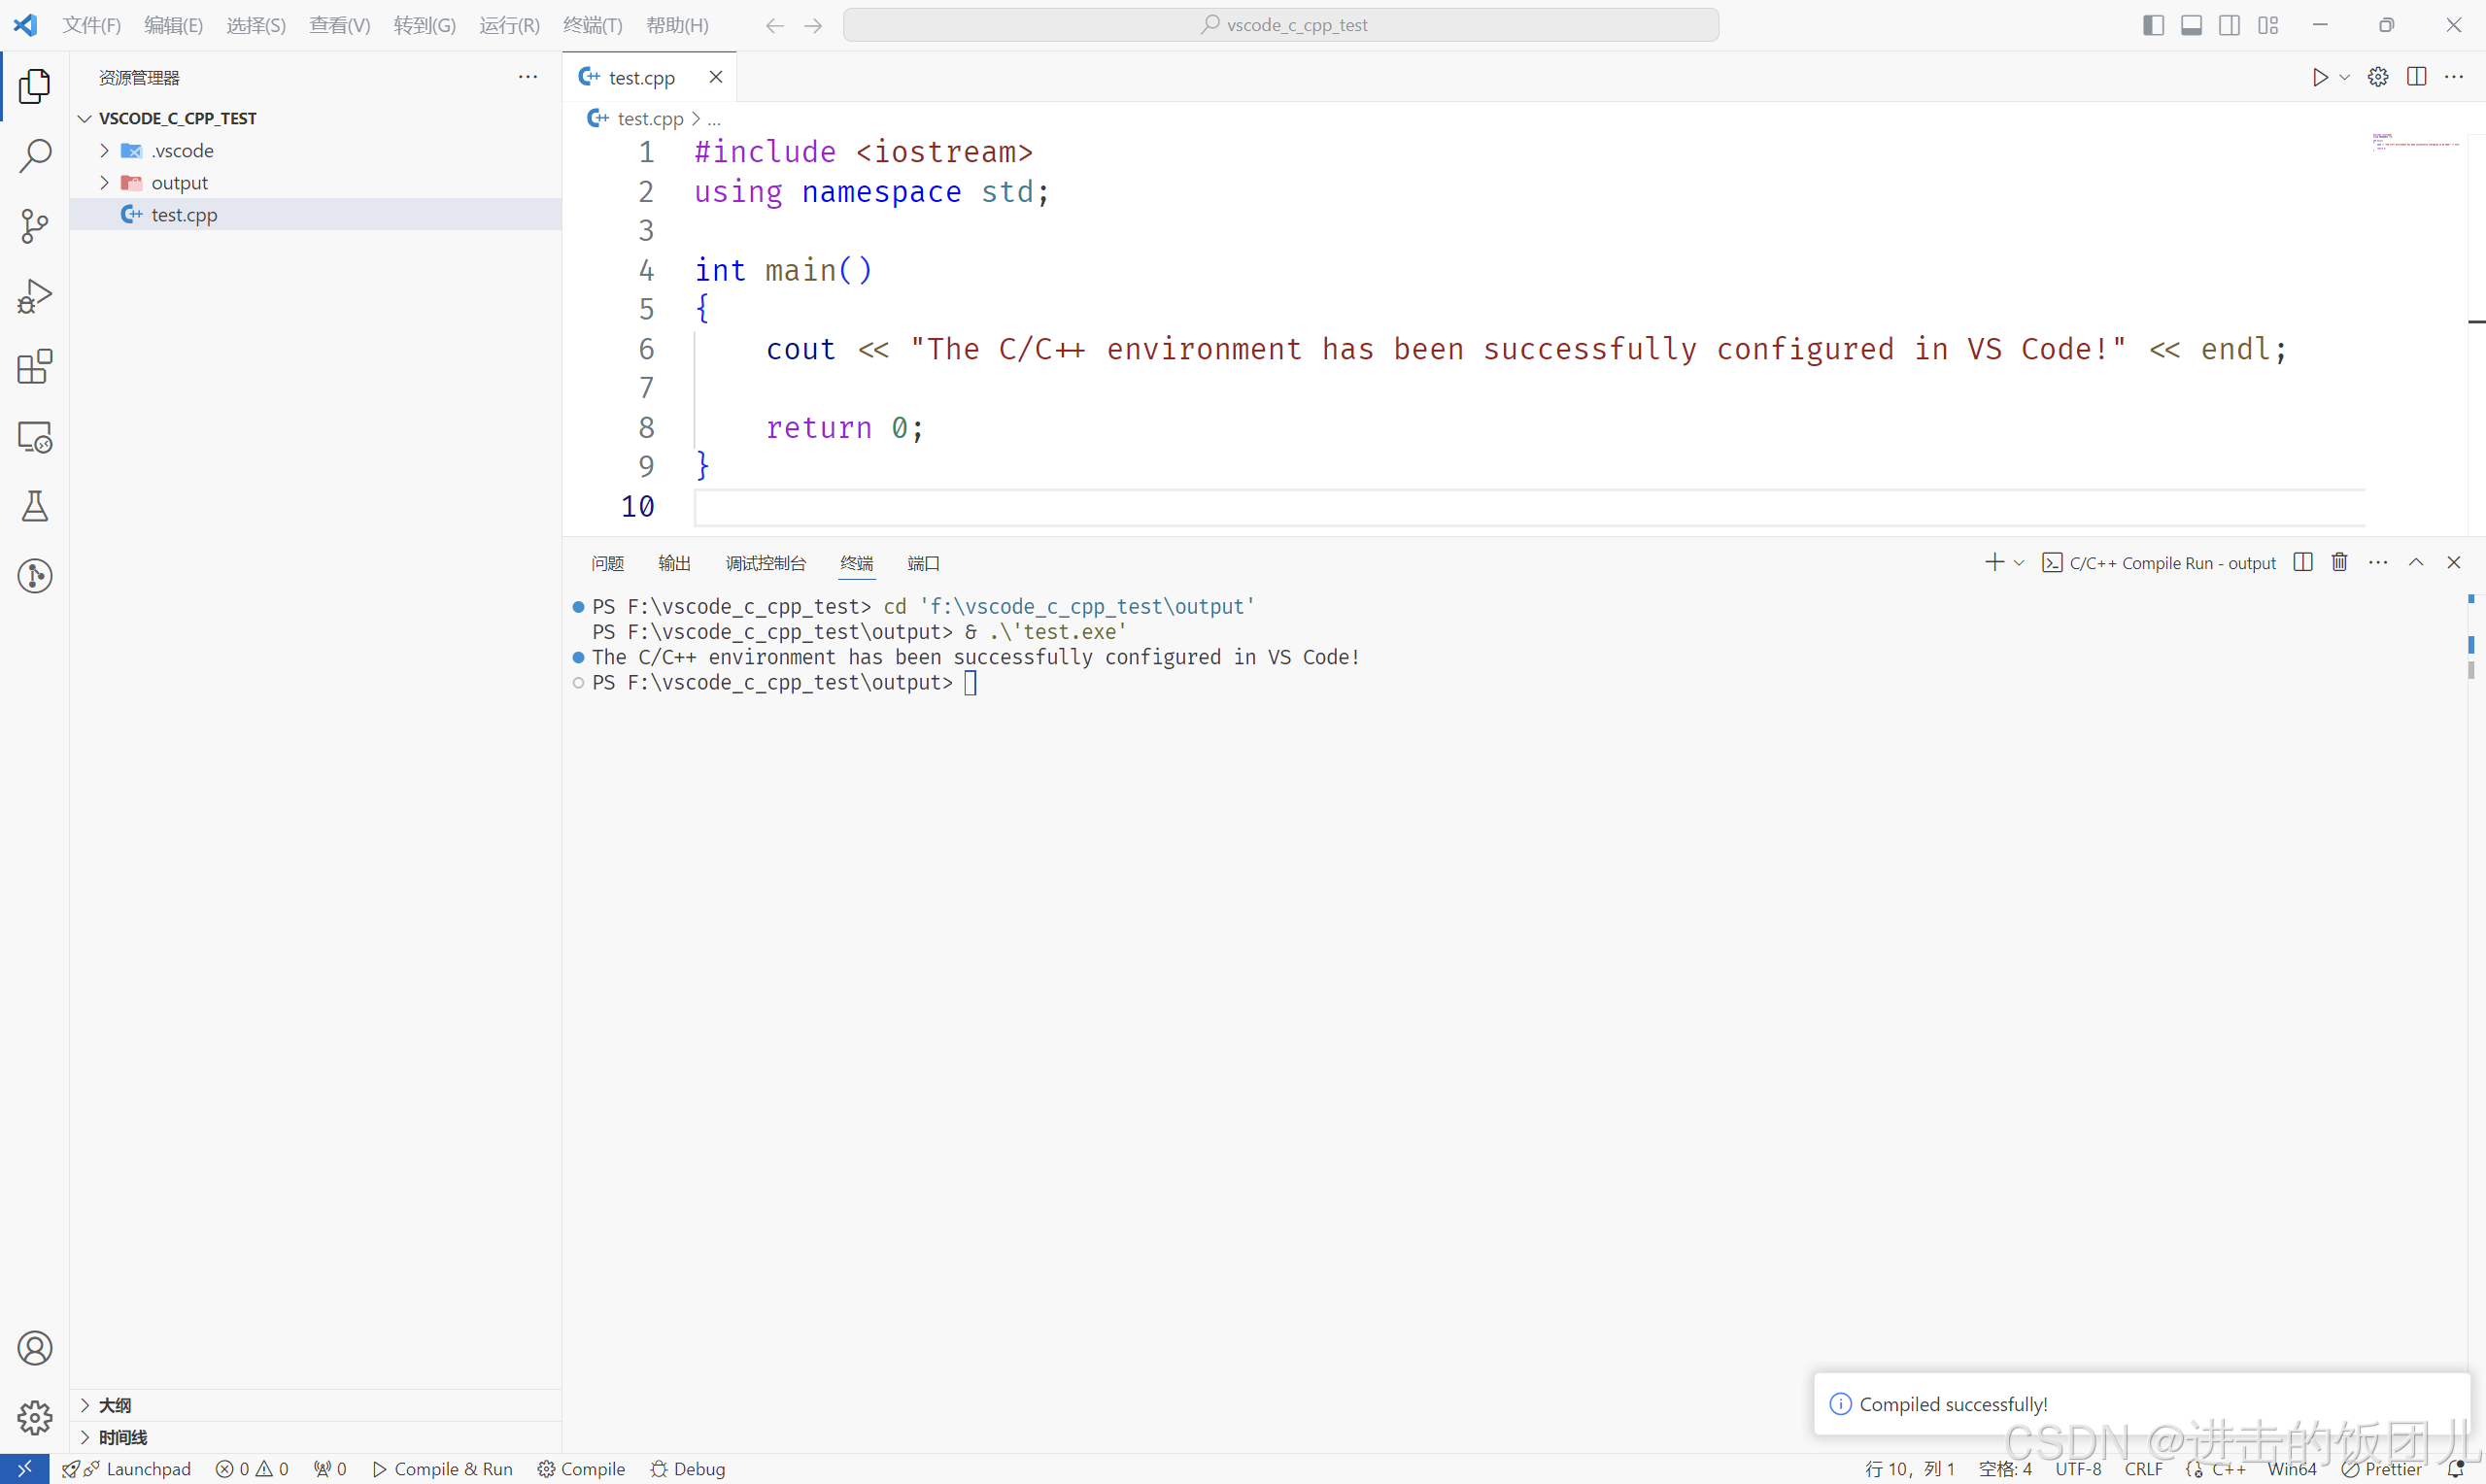 文件(F) 编辑(E) 选择(S) 查看(V) 转到(G) 运行(R) 终端(T) 帮助(H) vscode_c_cpp_test
资源管理器
VSCODE_C_CPP_TEST
.vscode
output
test.cpp
大纲
时间线
test.cpp
test.cpp > ...
1 #include <iostream>
2 using namespace std;
3
4 int main()
5 {
6 cout << "The C/C++ environment has been successfully configured in VS Code!" << endl;
7
8 return 0;
9 }
10
问题 输出 调试控制台 终端 端口 C/C++ Compile Run - output
PS F:\vscode_c_cpp_test> cd 'f:\vscode_c_cpp_test\output'
PS F:\vscode_c_cpp_test\output> & .\'test.exe'
The C/C++ environment has been successfully configured in VS Code!
PS F:\vscode_c_cpp_test\output>
Compiled successfully!
CSDN @进击的饭团儿
Launchpad 0 0 0 Compile & Run Compile Debug 行 10，列 1 空格: 4 UTF-8 CRLF C++ Win64 Prettier